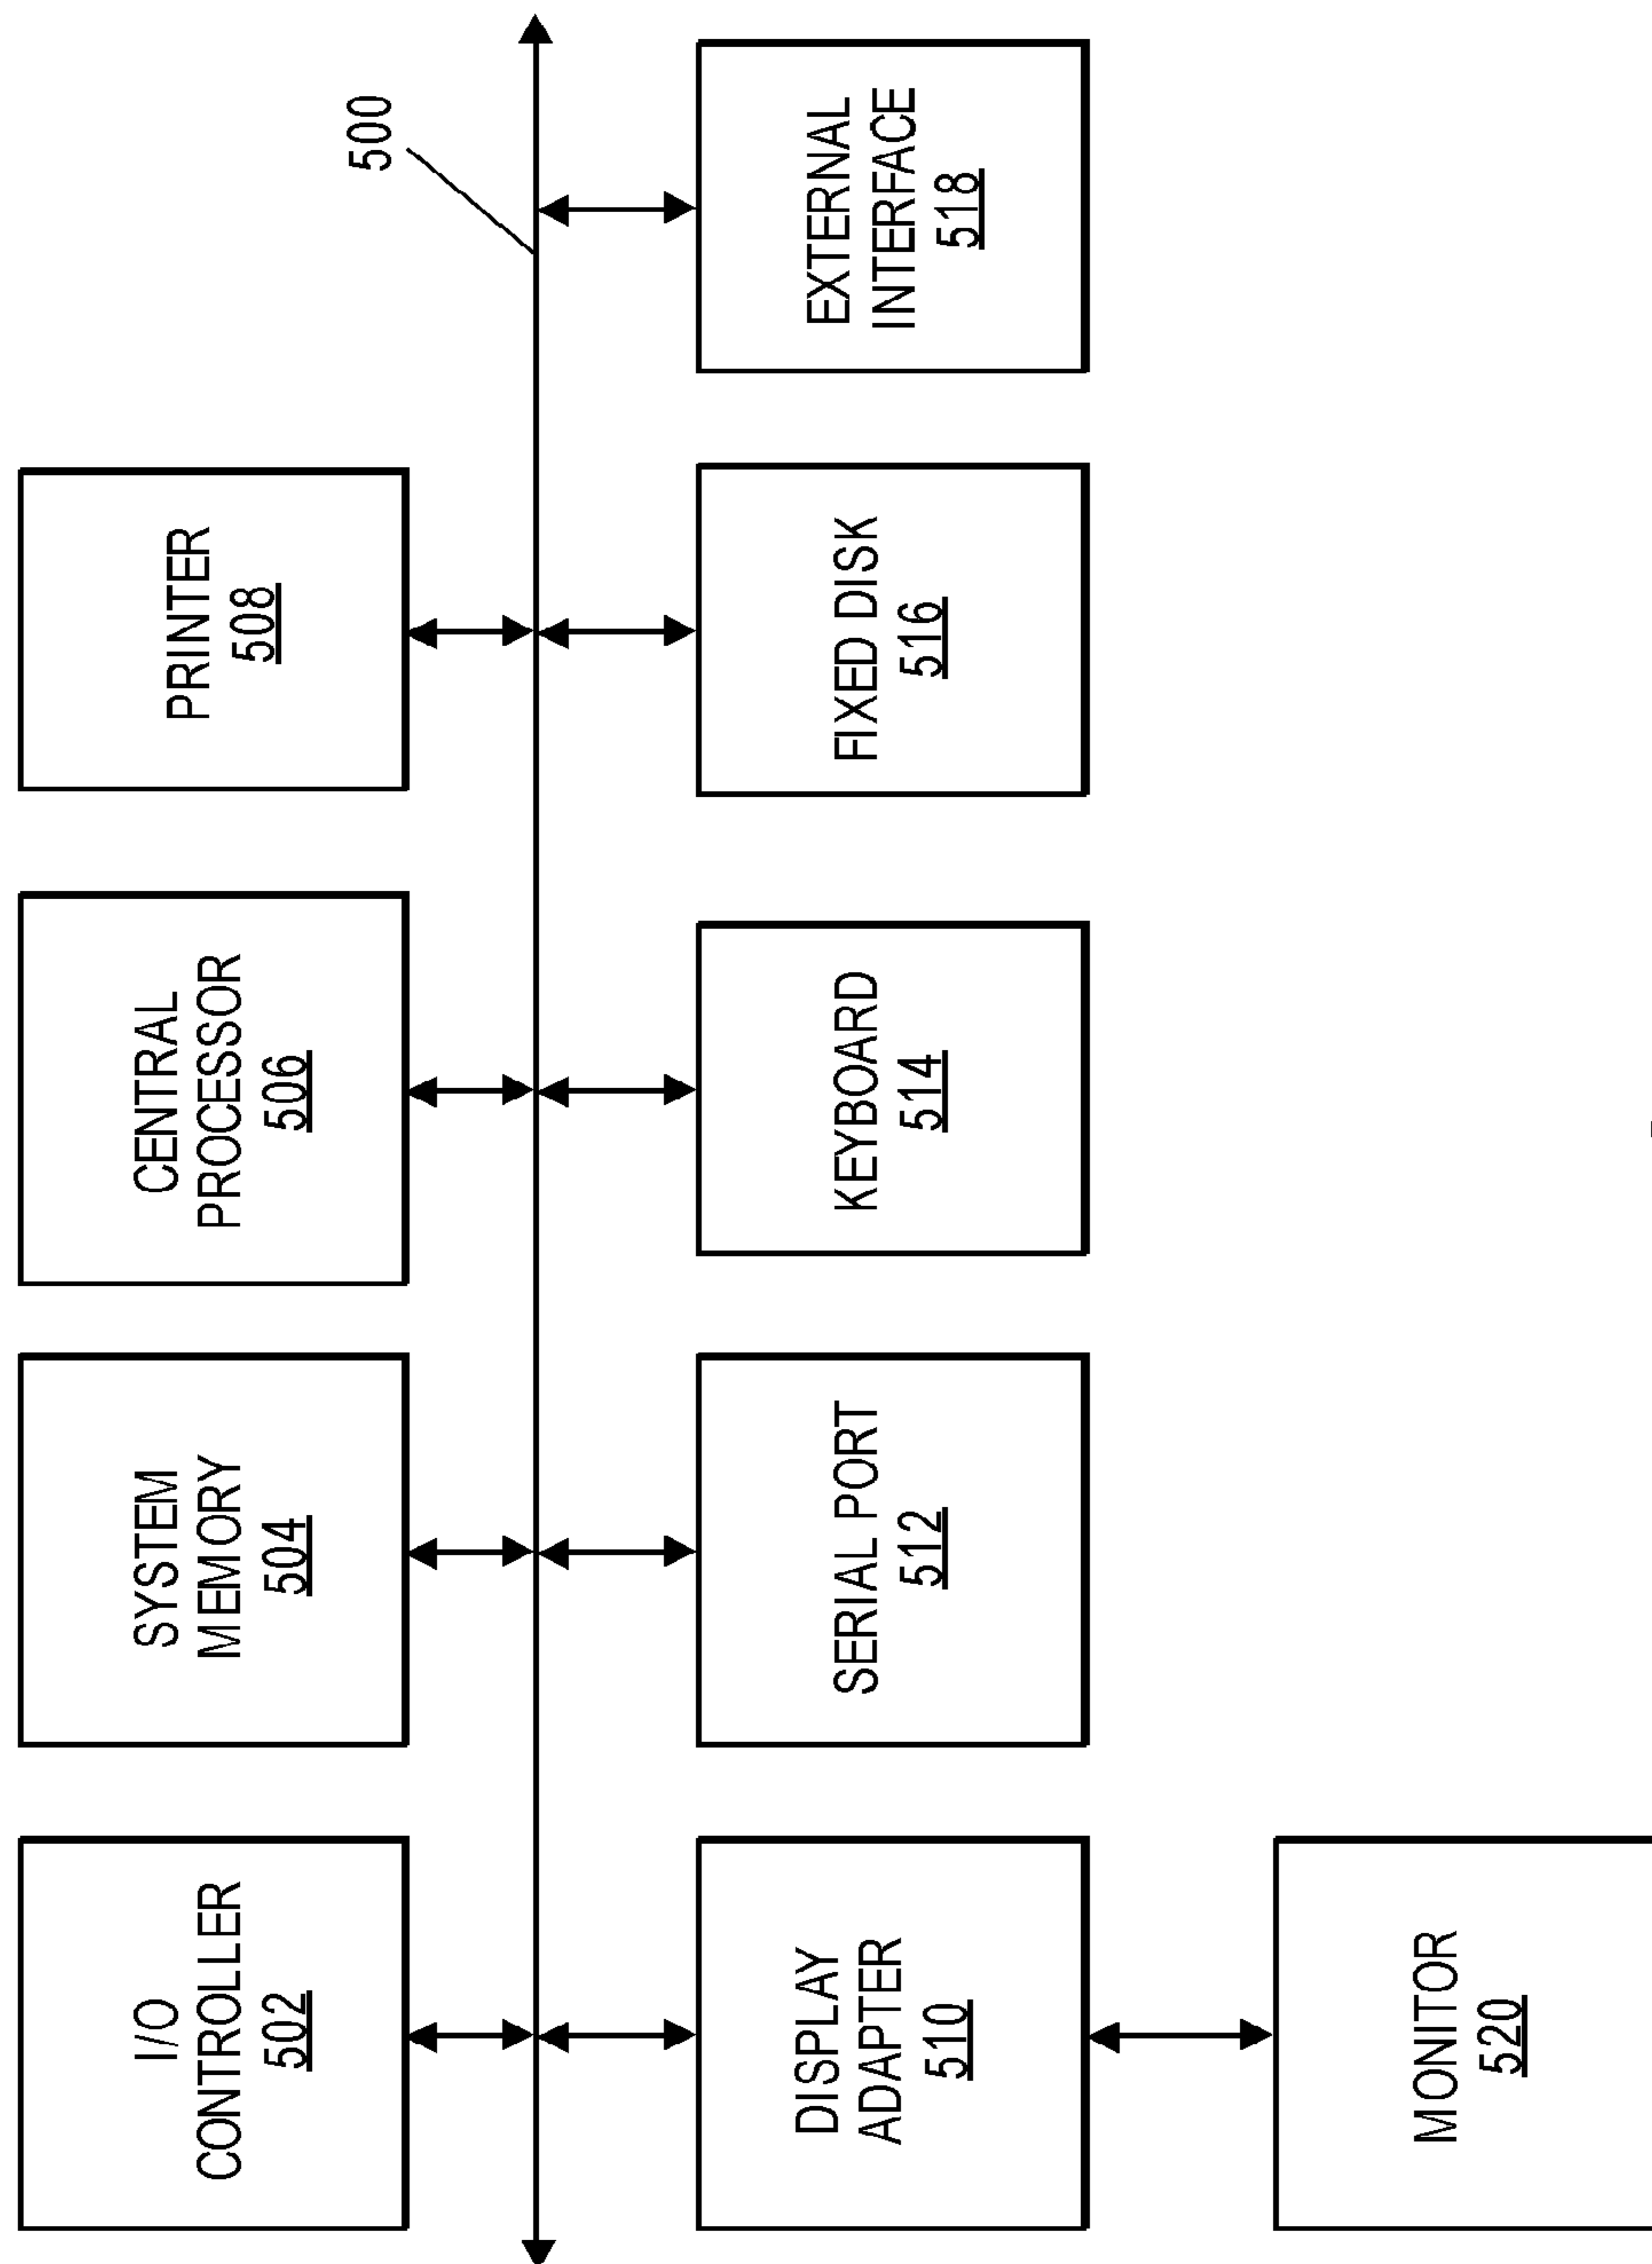 I/O
CONTROLLER
502
SYSTEM
MEMORY
504
CENTRAL
PROCESSOR
506
PRINTER
508
500
DISPLAY
ADAPTER
510
SERIAL PORT
512
KEYBOARD
514
FIXED DISK
516
EXTERNAL
INTERFACE
518
MONITOR
520